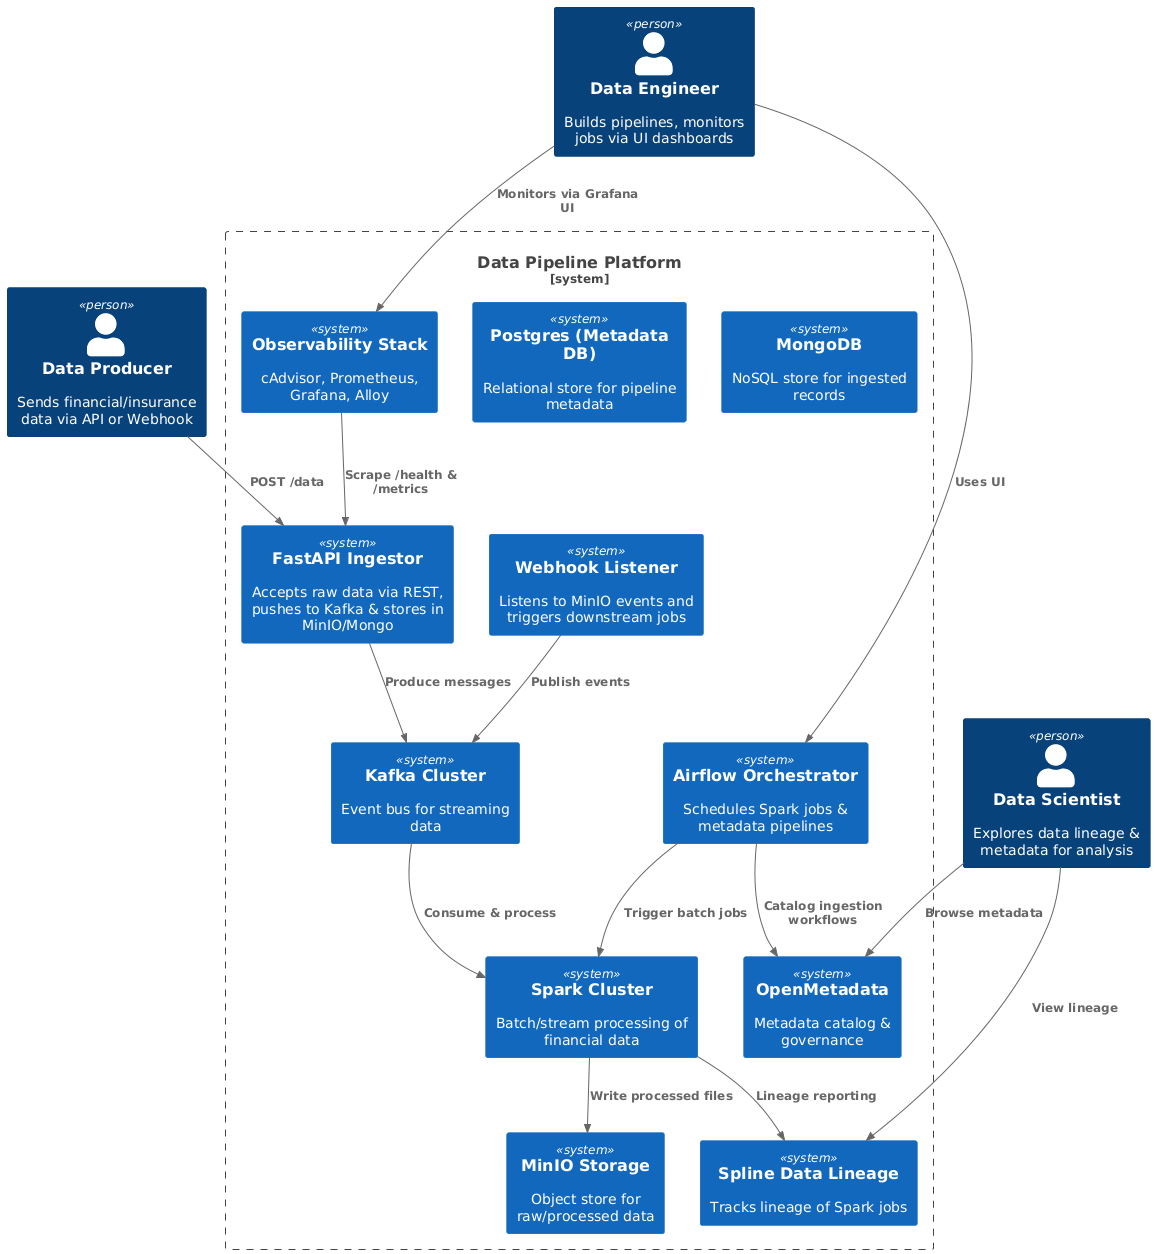 «person»
Data Engineer
Builds pipelines, monitors
jobs via UI dashboards
Monitors via Grafana
UI
Data Pipeline Platform
[system]
«person»
Data Producer
Sends financial/insurance
data via API or Webhook
«system»
Observability Stack
cAdvisor, Prometheus,
Grafana, Alloy
«system»
Postgres (Metadata
DB)
Relational store for pipeline
metadata
«system»
MongoDB
NoSQL store for ingested
records
POST /data
Scrape /health &
/metrics
Uses UI
«system»
FastAPI Ingestor
Accepts raw data via REST,
pushes to Kafka & stores in
MinIO/Mongo
«system»
Webhook Listener
Listens to MinIO events and
triggers downstream jobs
Produce messages
Publish events
«system»
Kafka Cluster
Event bus for streaming
data
«system»
Airflow Orchestrator
Schedules Spark jobs &
metadata pipelines
«person»
Data Scientist
Explores data lineage &
metadata for analysis
Consume & process
Trigger batch jobs
Catalog ingestion
workflows
Browse metadata
«system»
Spark Cluster
Batch/stream processing of
financial data
«system»
OpenMetadata
Metadata catalog &
governance
View lineage
Write processed files
Lineage reporting
«system»
MinIO Storage
Object store for
raw/processed data
«system»
Spline Data Lineage
Tracks lineage of Spark jobs